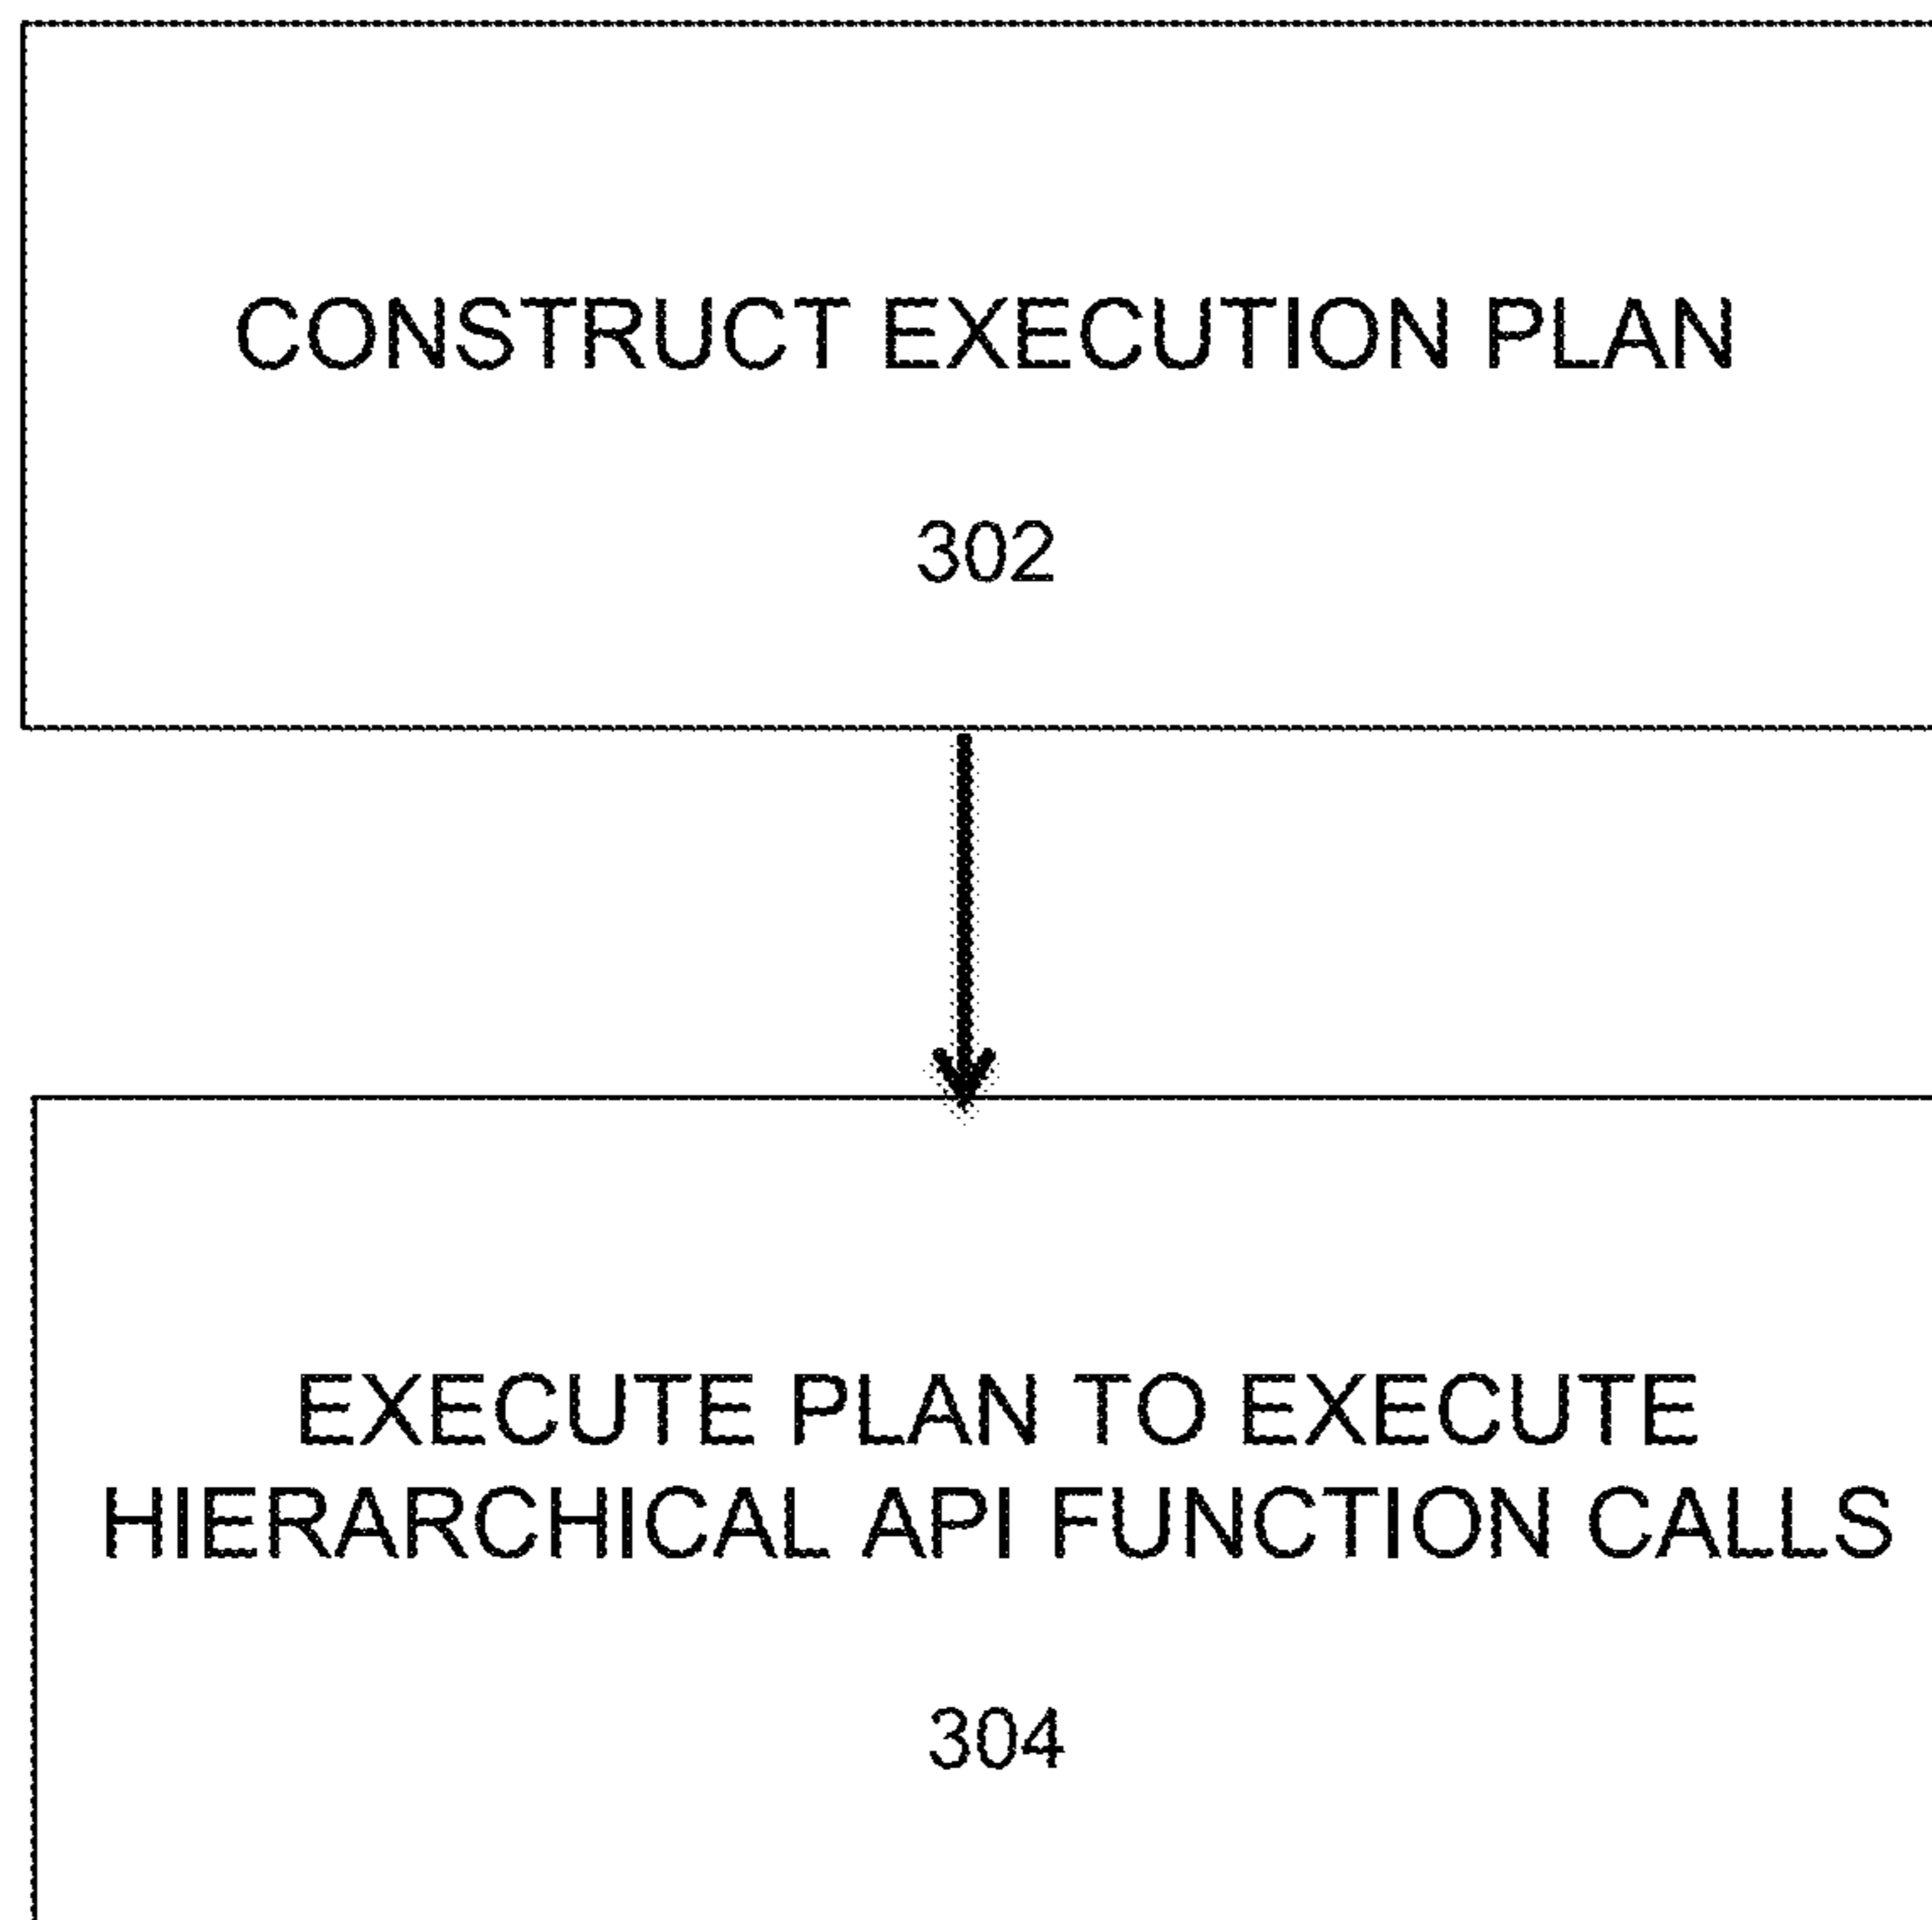 CONSTRUCT EXECUTION PLAN
302
EXECUTE PLAN TO EXECUTE
HIERARCHICAL API FUNCTION CALLS
304